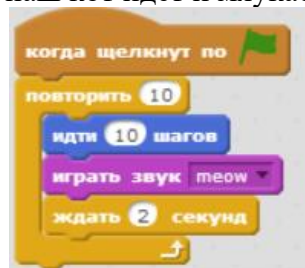 когда щелкнут по
повторить 10
идти 10 шагов
играть звук meow
ждать 2 секунд